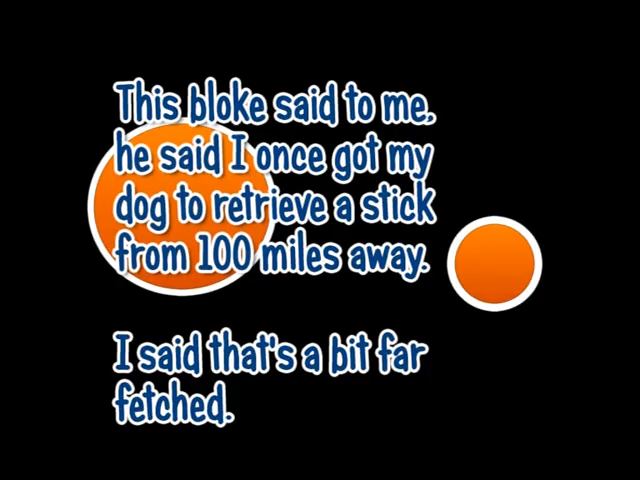 This bloke said to me,
he said I once got my
dog to retrieve a stick
from 100 miles away.
I said that's a bit far
fetched.